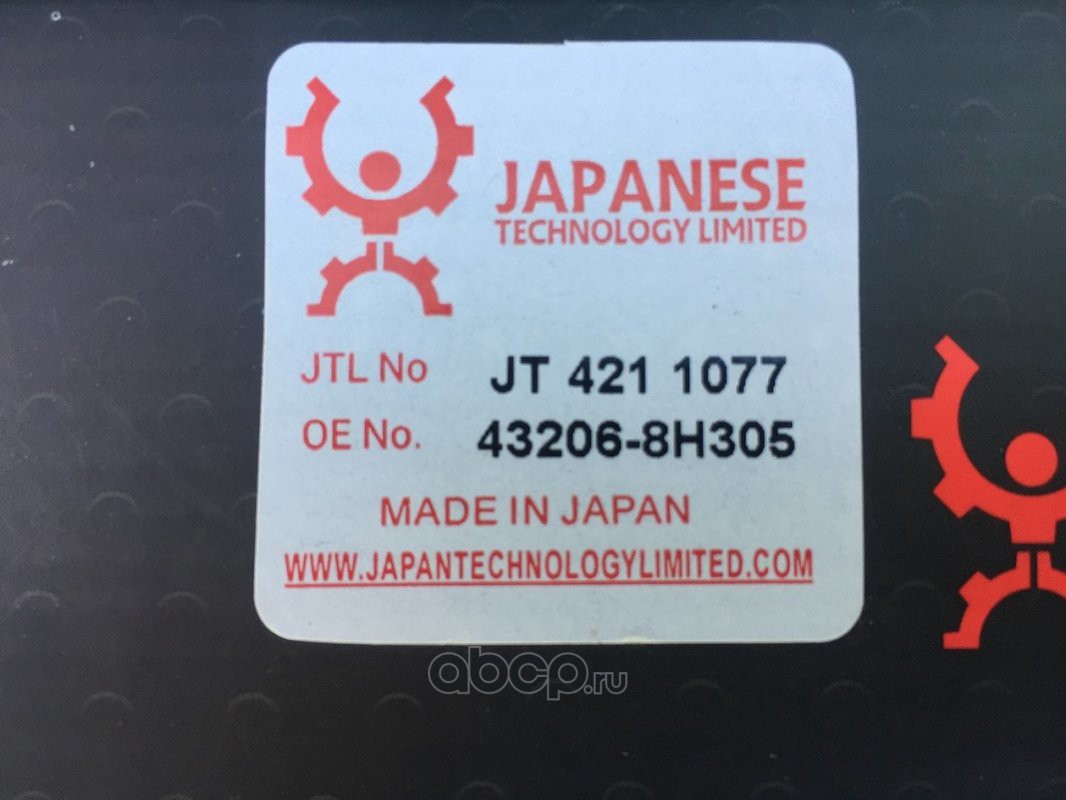 JAPANESE
TECHNOLOGY LIMITED
JTL No JT 421 1077
OE No. 43206-8H305
MADE IN JAPAN
WWW.JAPANTECHNOLOGYLIMITED.COM
abcp.ru